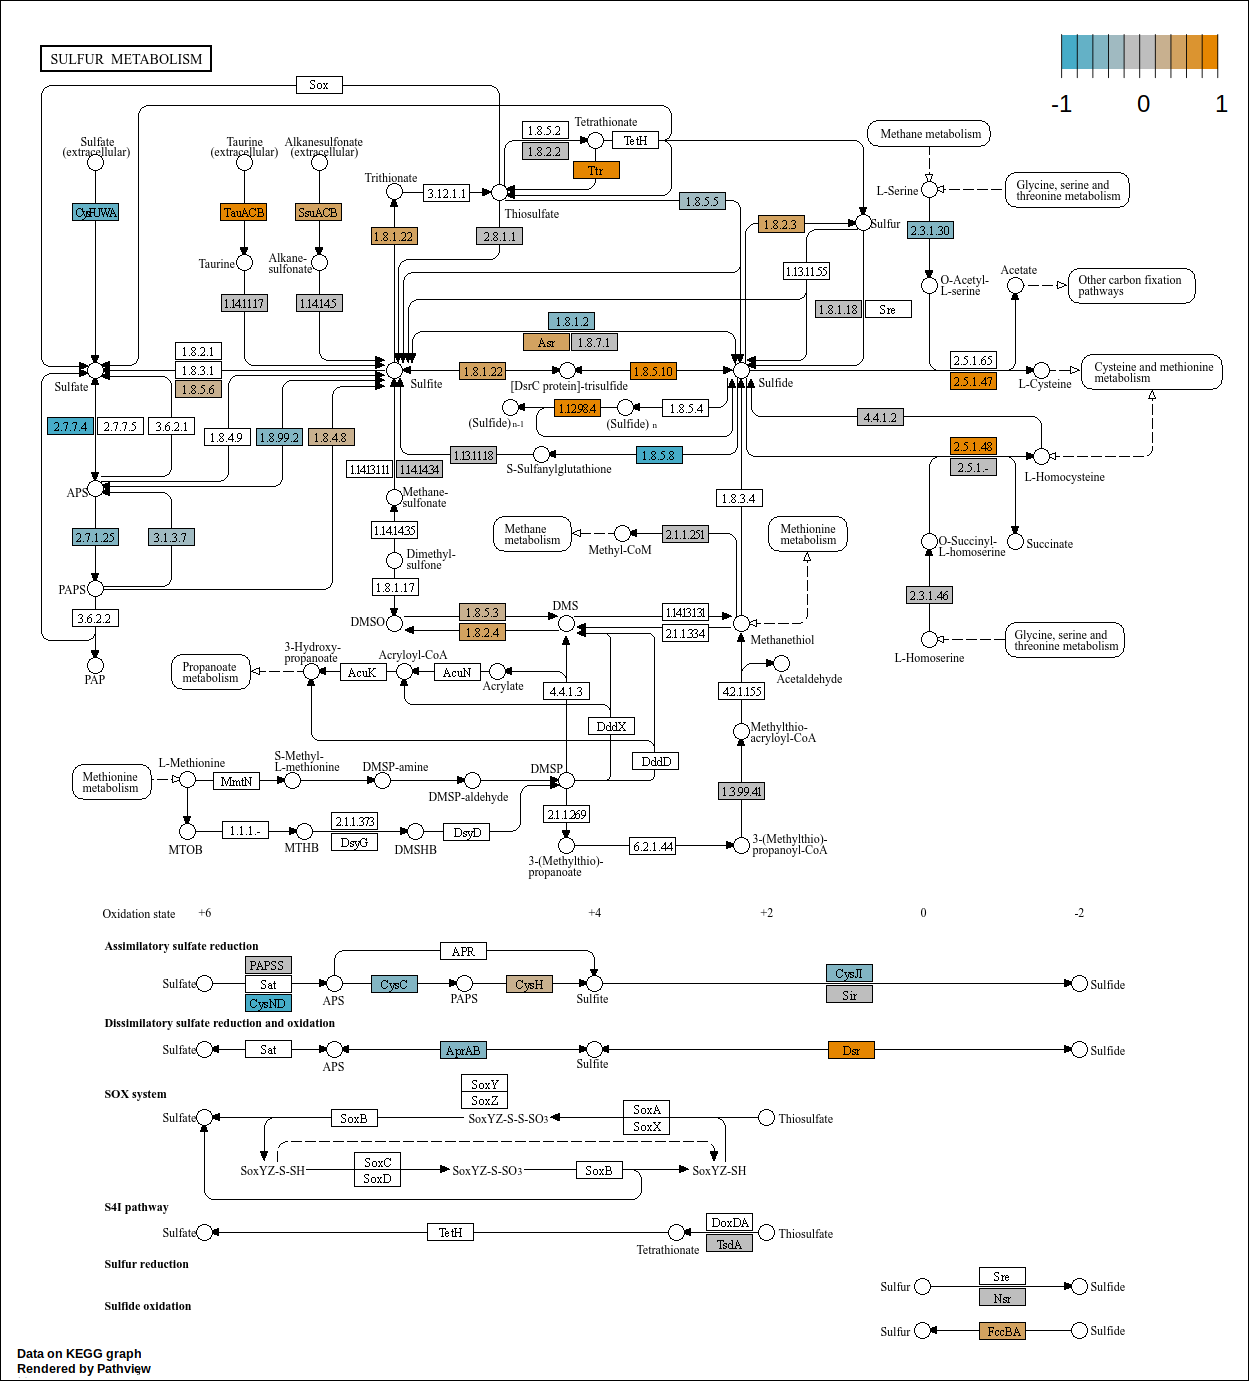 SULFUR METABOLISM
-1
0
1
Sox
Sulfate
(extracellular)
Taurine
(extracellular)
Alkanesulfonate
(extracellular)
Tetrathionate
1.8.5.2
1.8.2.2
TetH
Ttr
Methane metabolism
Trithionate
3.12.1.1
Thiosulfate
1.8.5.5
L-Serine
Glycine, serine and
threonine metabolism
CysPUWA
TauACB
SsuACB
1.8.1.22
2.8.1.1
1.8.2.3
Sulfur
2.3.1.30
Taurine
Alkane-
sulfonate
1.13.11.55
Acetate
O-Acetyl-
L-serine
Other carbon fixation
pathways
1.14.11.17
1.14.14.5
1.8.1.18
Sre
1.8.1.2
Asr
1.8.7.1
1.8.2.1
1.8.3.1
1.8.5.6
Sulfate
Sulfite
1.8.1.22
[DsrC protein]-trisulfide
1.8.5.10
Sulfide
2.5.1.65
2.5.1.47
L-Cysteine
Cysteine and methionine
metabolism
(Sulfide) n-1
1.12.98.4
(Sulfide) n
1.8.5.4
2.7.7.4
2.7.7.5
3.6.2.1
1.8.4.9
1.8.99.2
1.8.4.8
4.4.1.2
1.13.11.18
S-Sulfanylglutathione
1.8.5.8
2.5.1.48
2.5.1.-
L-Homocysteine
1.14.13.111
1.14.14.34
APS
Methane-
sulfonate
1.8.3.4
2.7.1.25
3.1.3.7
1.14.14.35
Methane
metabolism
Methyl-CoM
2.1.1.251
Methionine
metabolism
O-Succinyl-
L-homoserine
Succinate
Dimethyl-
sulfone
PAPS
1.8.1.17
2.3.1.46
3.6.2.2
DMSO
1.8.5.3
1.8.2.4
DMS
1.14.13.131
2.1.1.334
Methanethiol
L-Homoserine
Glycine, serine and
threonine metabolism
PAP
Propanoate
metabolism
3-Hydroxy-
propanoate
AcuK
Acryloyl-CoA
AcuN
Acrylate
Acetaldehyde
4.4.1.3
4.2.1.155
DddX
Methylthio-
acryloyl-CoA
DddD
Methionine
metabolism
L-Methionine
MmtN
S-Methyl-
L-methionine
DMSP-amine
DMSP-aldehyde
DMSP
1.3.99.41
2.1.1.269
MTOB
1.1.1.-
MTHB
2.1.1.373
DsyG
DMSHB
DsyD
3-(Methylthio)-
propanoate
6.2.1.44
3-(Methylthio)-
propanoyl-CoA
Oxidation state
+6
+4
+2
0
-2
Assimilatory sulfate reduction
APR
Sulfate
PAPSS
Sat
CysND
APS
CysC
PAPS
CysH
Sulfite
CysJI
Sir
Sulfide
Dissimilatory sulfate reduction and oxidation
Sulfate
Sat
APS
AprAB
Sulfite
Dsr
Sulfide
SOX system
SoxY
SoxZ
Sulfate
SoxB
SoxYZ-S-S-SO3
SoxA
SoxX
Thiosulfate
SoxYZ-S-SH
SoxC
SoxD
SoxYZ-S-SO3
SoxB
SoxYZ-SH
S4I pathway
Sulfate
TetH
Tetrathionate
DoxDA
TsdA
Thiosulfate
Sulfur reduction
Sulfur
Sre
Nsr
Sulfide
Sulfide oxidation
Sulfur
FccBA
Sulfide
Data on KEGG graph
Rendered by Pathview